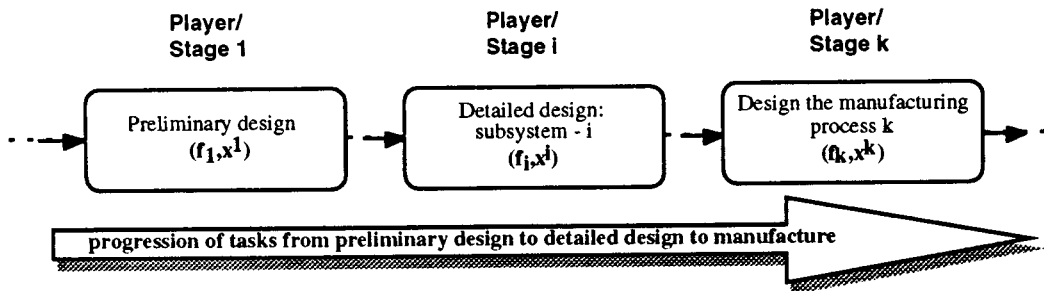 Player/
Stage 1
Player/
Stage i
Player/
Stage k
Preliminary design
(f₁,x¹)
Detailed design:
subsystem - i
(fᵢ,xⁱ)
Design the manufacturing
process k
(fₖ,xᵏ)
progression of tasks from preliminary design to detailed design to manufacture